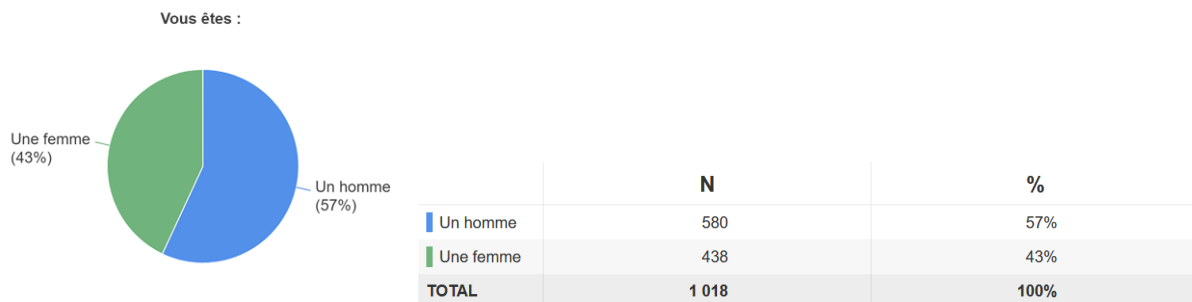 Vous êtes :
Une femme
(43%)
Un homme
(57%)
N %
Un homme 580 57%
Une femme 438 43%
TOTAL 1 018 100%